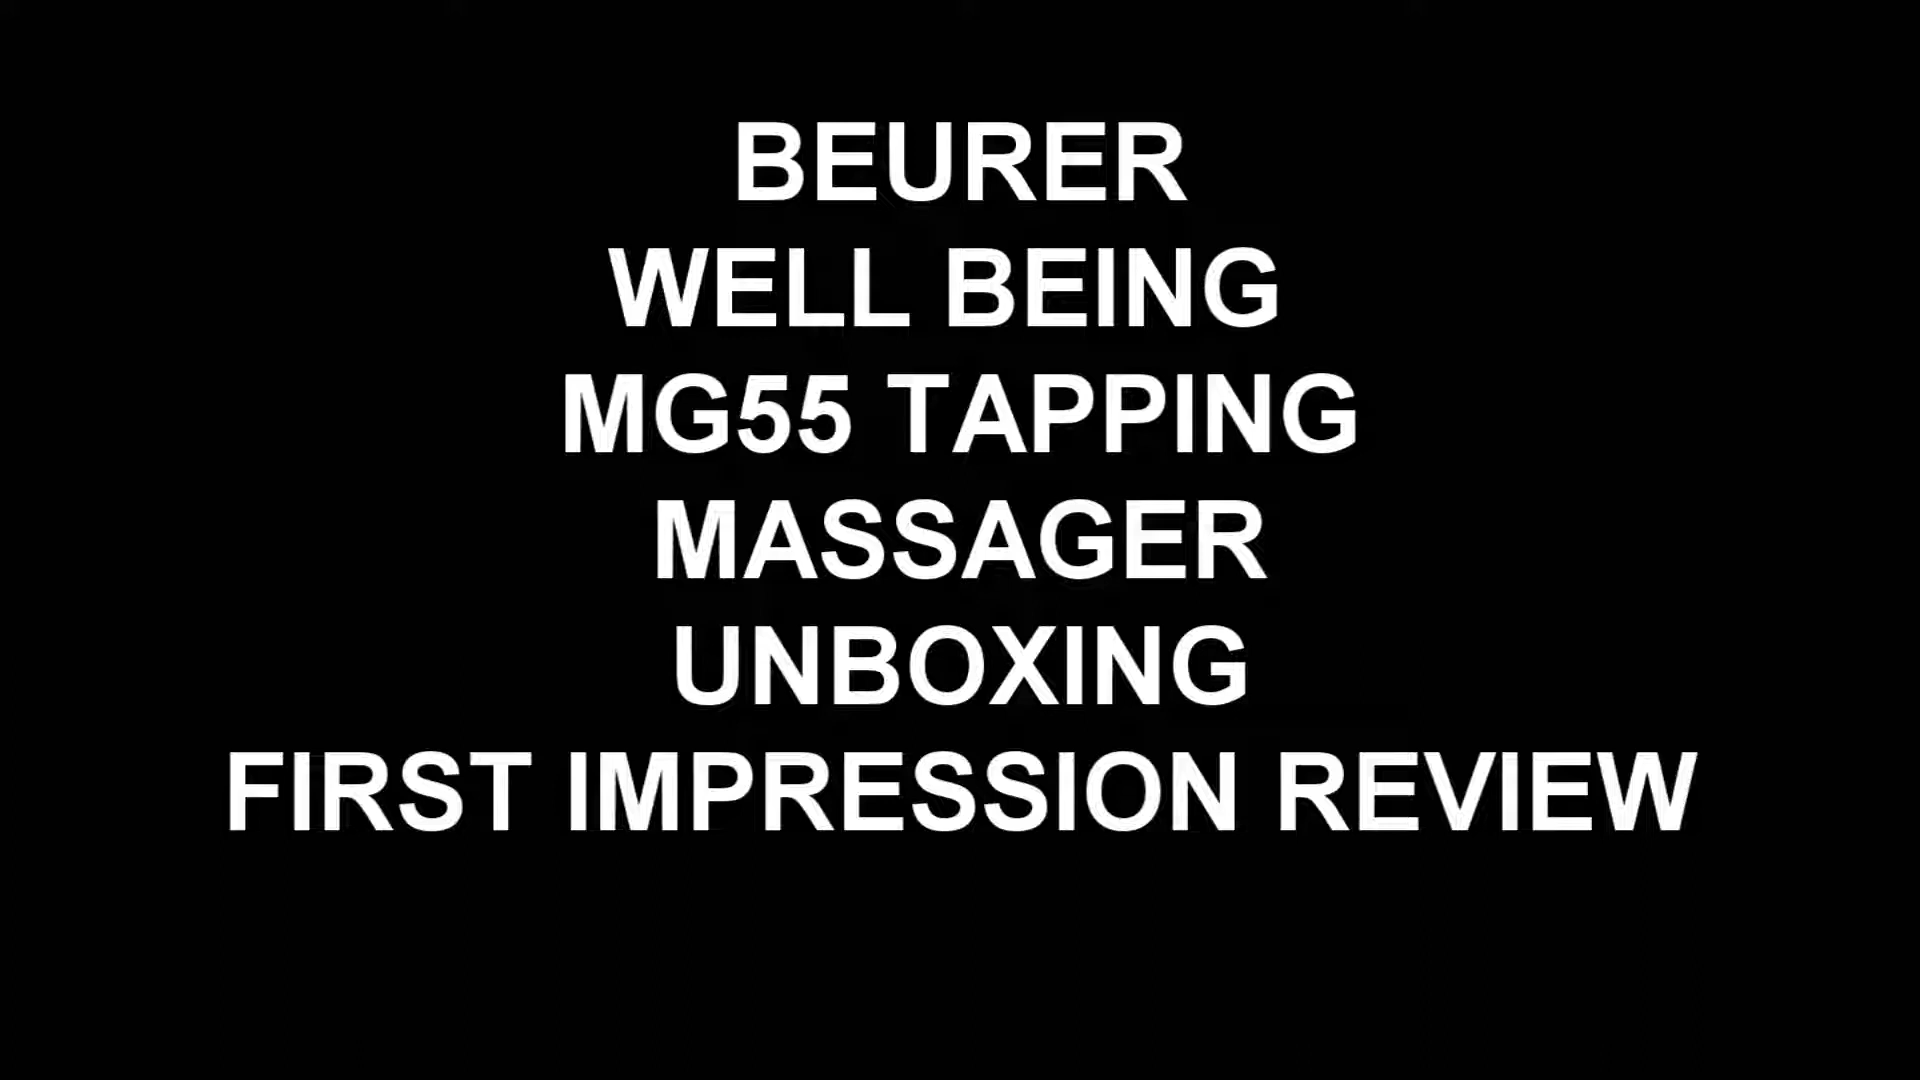 BEURER
WELL BEING
MG55 TAPPING
MASSAGER
UNBOXING
FIRST IMPRESSION REVIEW